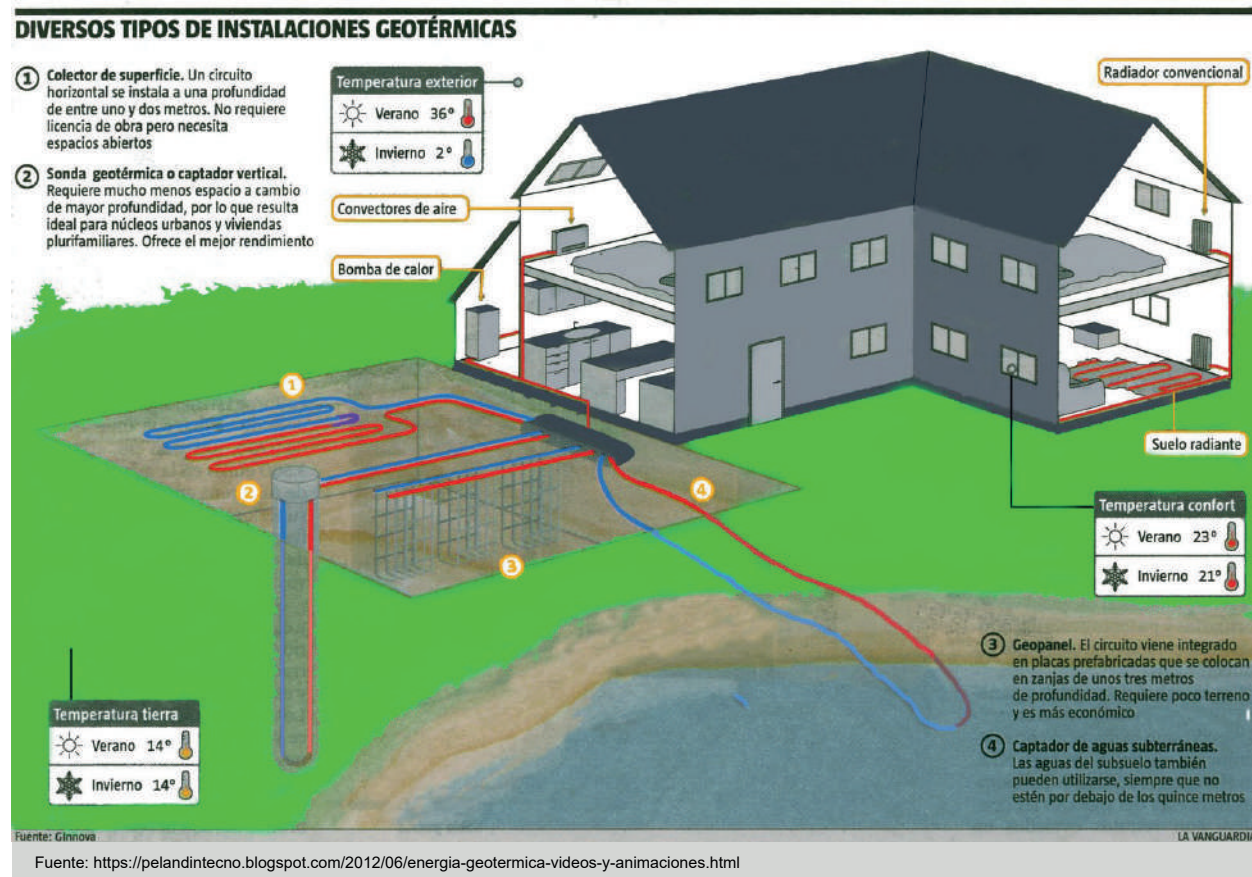 DIVERSOS TIPOS DE INSTALACIONES GEOTÉRMICAS
1 Colector de superficie. Un circuito
horizontal se instala a una profundidad
de entre uno y dos metros. No requiere
licencia de obra pero necesita
espacios abiertos
2 Sonda geotérmica o captador vertical.
Requiere mucho menos espacio a cambio
de mayor profundidad, por lo que resulta
ideal para núcleos urbanos y viviendas
plurifamiliares. Ofrece el mejor rendimiento
Temperatura exterior
Verano 36°
Invierno 2°
Convectores de aire
Bomba de calor
Radiador convencional
Suelo radiante
1
2
3
4
Temperatura confort
Verano 23°
Invierno 21°
Temperatura tierra
Verano 14°
Invierno 14°
3 Geopanel. El circuito viene integrado
en placas prefabricadas que se colocan
en zanjas de unos tres metros
de profundidad. Requiere poco terreno
y es más económico
4 Captador de aguas subterráneas.
Las aguas del subsuelo también
pueden utilizarse, siempre que no
estén por debajo de los quince metros
Fuente: Ginnova
LA VANGUARDIA
Fuente: https://pelandintecno.blogspot.com/2012/06/energia-geotermica-videos-y-animaciones.html